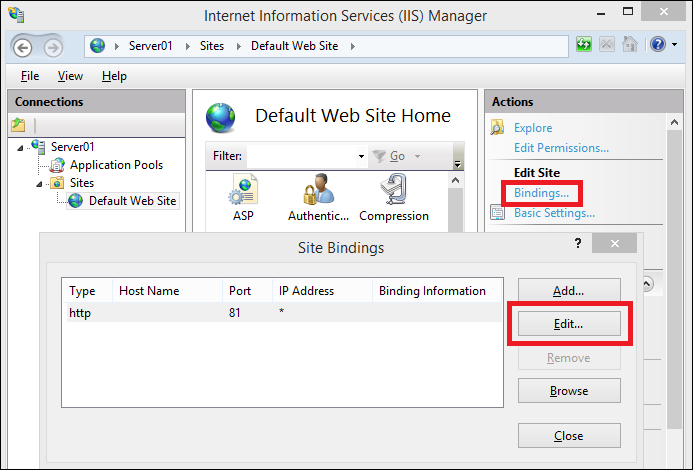 Internet Information Services (IIS) Manager
Server01 Sites Default Web Site
File View Help
Connections
Server01
Application Pools
Sites
Default Web Site
Default Web Site Home
Filter: Go
ASP Authentic... Compression
Actions
Explore
Edit Permissions...
Edit Site
Bindings...
Basic Settings...
Site Bindings
? 
Type Host Name Port IP Address Binding Information
http 81 *
Add...
Edit...
Remove
Browse
Close